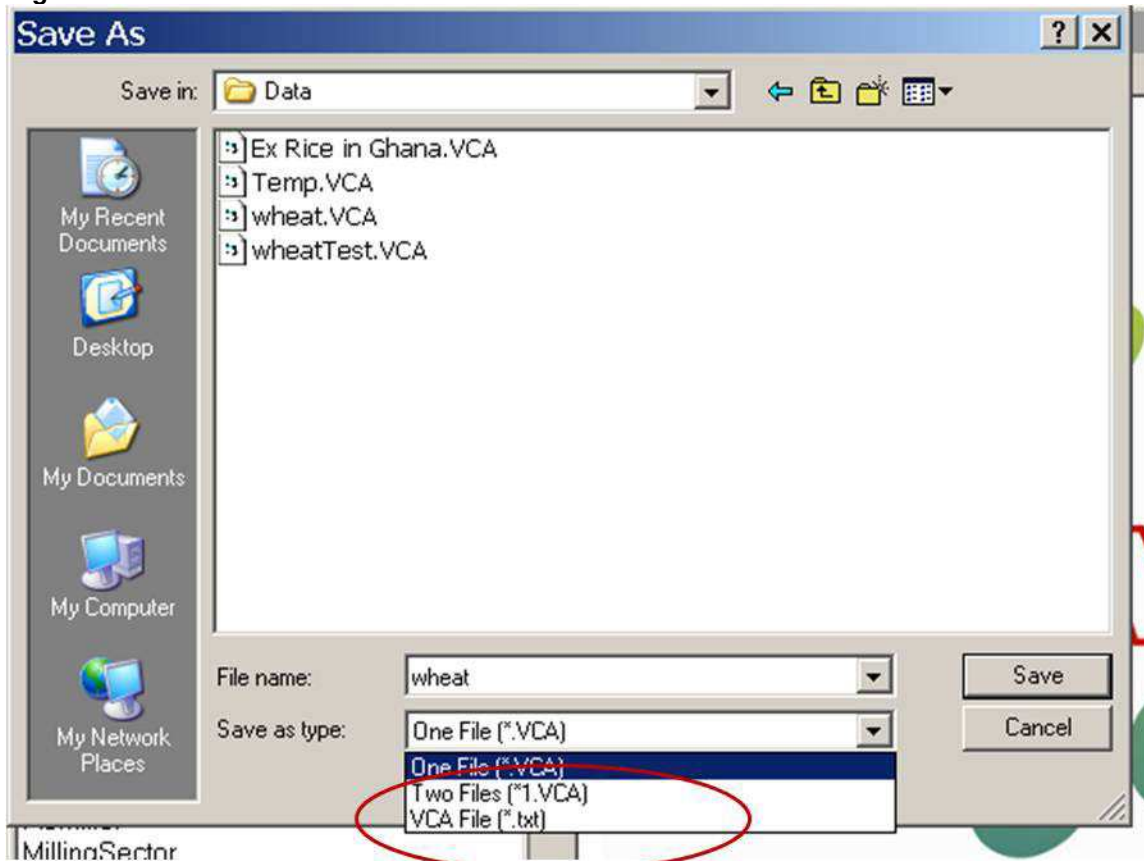 Save As
Save in:
Data
Ex Rice in Ghana.VCA
Temp.VCA
wheat.VCA
wheatTest.VCA
My Recent
Documents
Desktop
My Documents
My Computer
My Network
Places
File name:
wheat
Save
Save as type:
One File (*.VCA)
Cancel
One File (*.VCA)
Two Files (*1.VCA)
VCA File (*.txt)
MillingSector